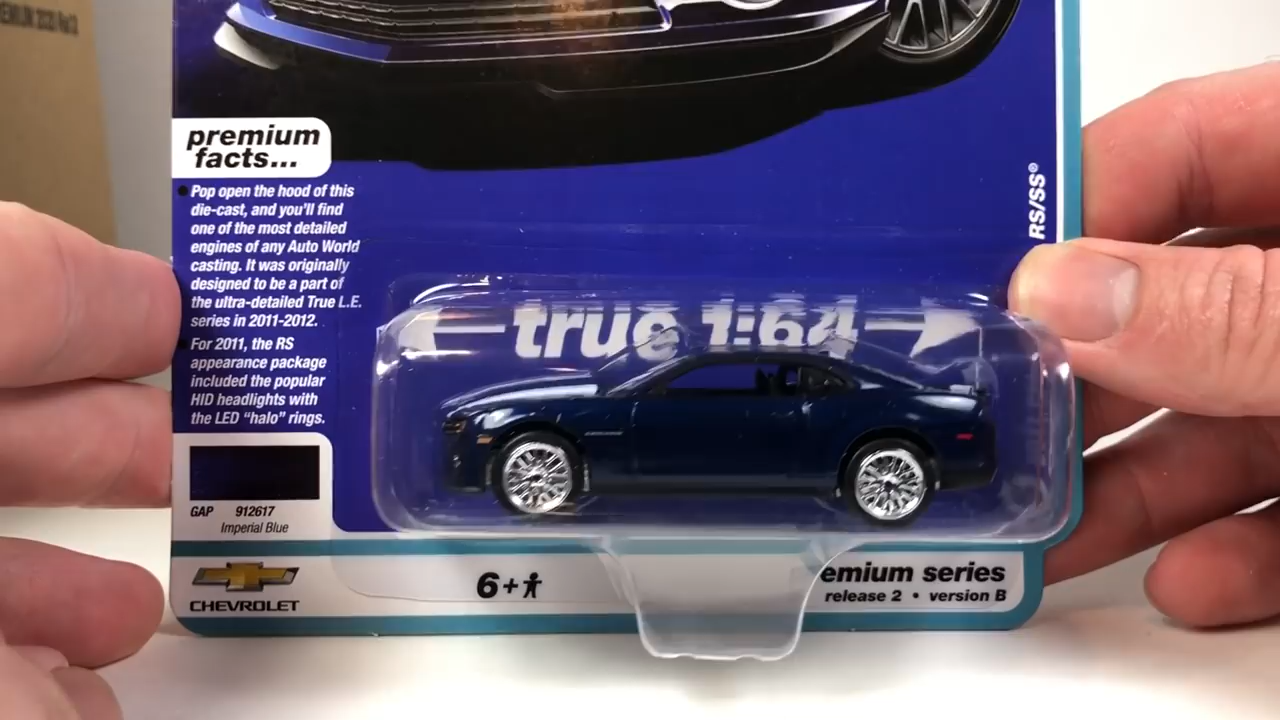 premium
facts...
Pop open the hood of this
die-cast, and you'll find
one of the most detailed
engines of any Auto World
casting. It was originally
designed to be a part of
the ultra-detailed True L.E.
series in 2011-2012.
For 2011, the RS
appearance package
included the popular
HID headlights with
the LED "halo" rings.
RS/SS®
true 1:64
GAP 912617
Imperial Blue
CHEVROLET
6+
emium series
release 2 • version B